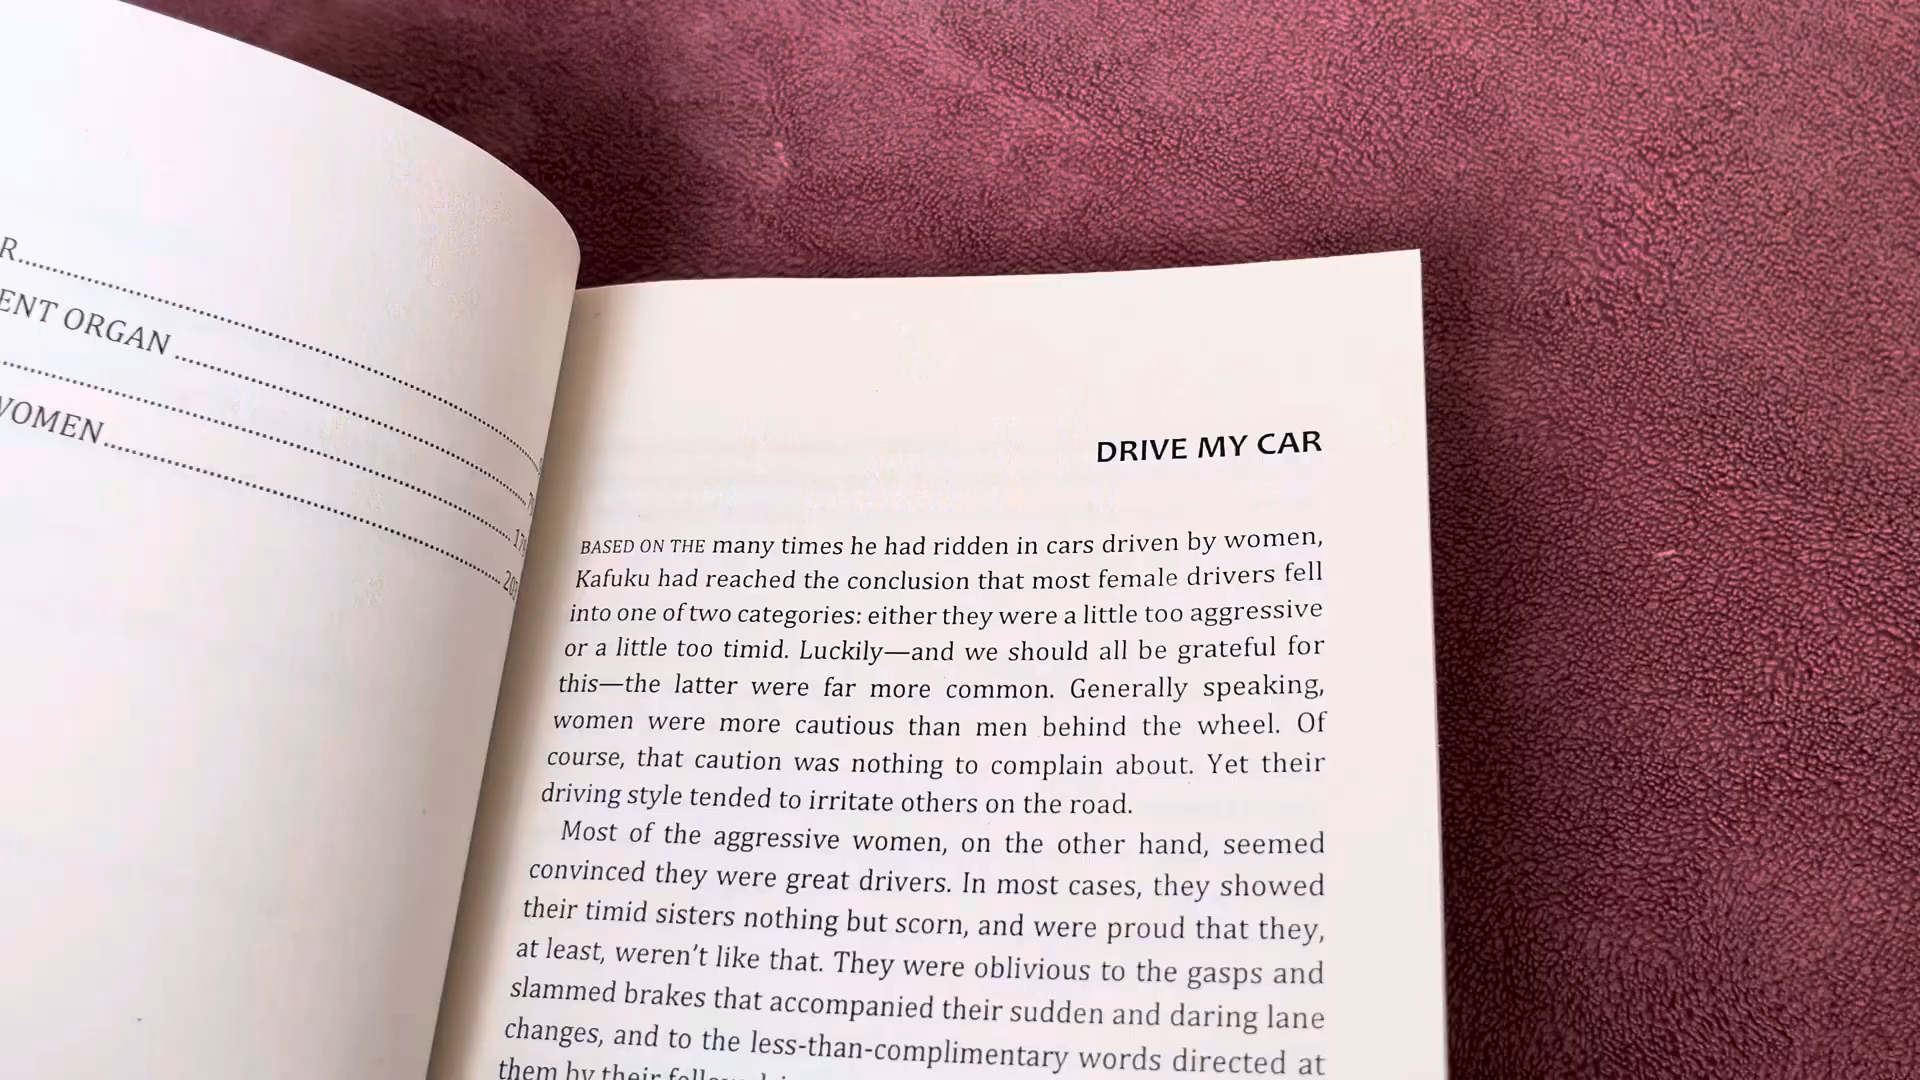 R
ENT ORGAN
179
WOMEN
DRIVE MY CAR
BASED ON THE many times he had ridden in cars driven by women,
Kafuku had reached the conclusion that most female drivers fell
into one of two categories: either they were a little too aggressive
or a little too timid. Luckily—and we should all be grateful for
this—the latter were far more common. Generally speaking,
women were more cautious than men behind the wheel. Of
course, that caution was nothing to complain about. Yet their
driving style tended to irritate others on the road.
Most of the aggressive women, on the other hand, seemed
convinced they were great drivers. In most cases, they showed
their timid sisters nothing but scorn, and were proud that they,
at least, weren't like that. They were oblivious to the gasps and
slammed brakes that accompanied their sudden and daring lane
changes, and to the less-than-complimentary words directed at
them by their